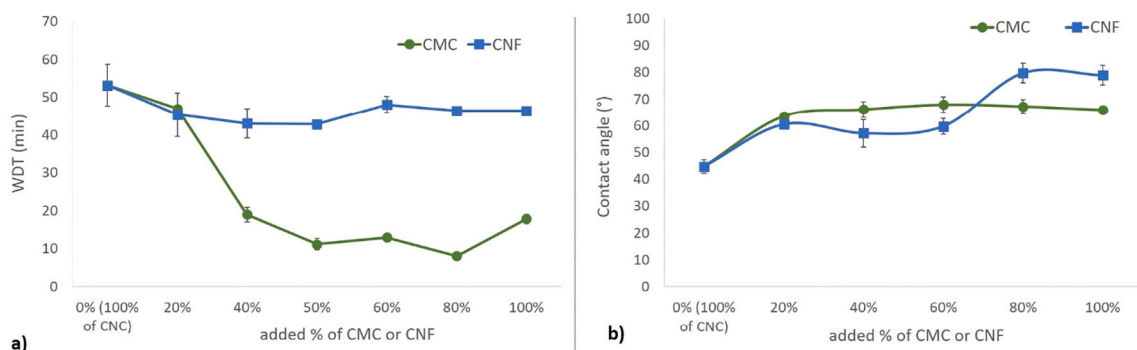 70
60
50
40
30
20
10
0
WDT (min)
CMC CNF
0% (100% of CNC) 20% 40% 50% 60% 80% 100%
added % of CMC or CNF
a)
100
90
80
70
60
50
40
30
20
10
0
Contact angle (°)
CMC CNF
0% (100% of CNC) 20% 40% 60% 80% 100%
added % of CMC or CNF
b)